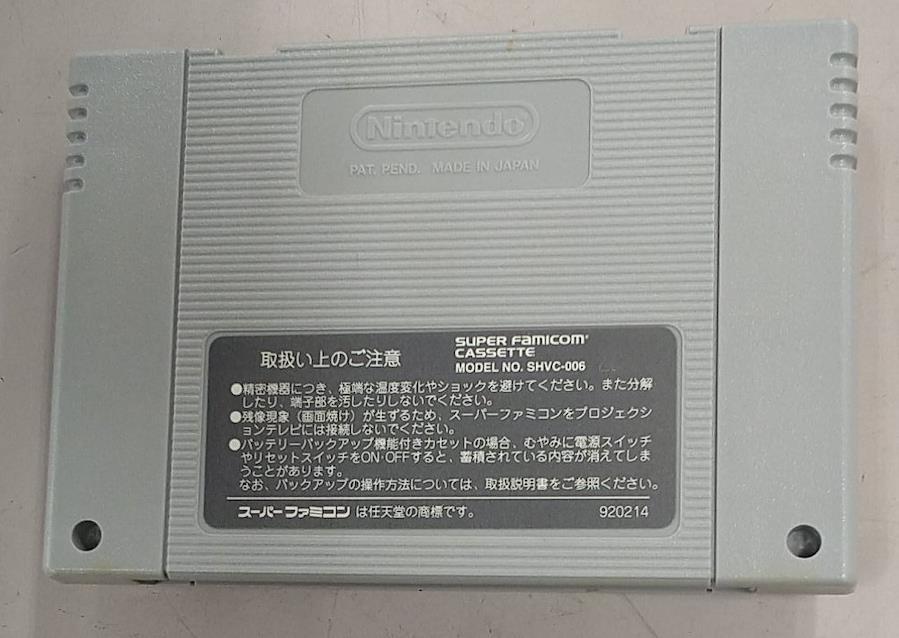 Nintendo
PAT. PEND. MADE IN JAPAN
取扱い上のご注意
SUPER FAMICOM
CASSETTE
MODEL NO. SHVC-006
●精密機器につき、極端な温度変化やショックを避けてください。また分解
したり、端子部を汚したりしないでください。
●残像現象（画面焼け）が生ずるため、スーパーファミコンをプロジェクシ
ョンテレビには接続しないでください。
●バッテリーバックアップ機能付きカセットの場合、むやみに電源スイッチ
やリセットスイッチをON·OFFすると、蓄積されている内容が消えてしま
うことがあります。
なお、バックアップの操作方法については、取扱説明書をご参照ください。
スーパーファミコン は任天堂の商標です。 920214